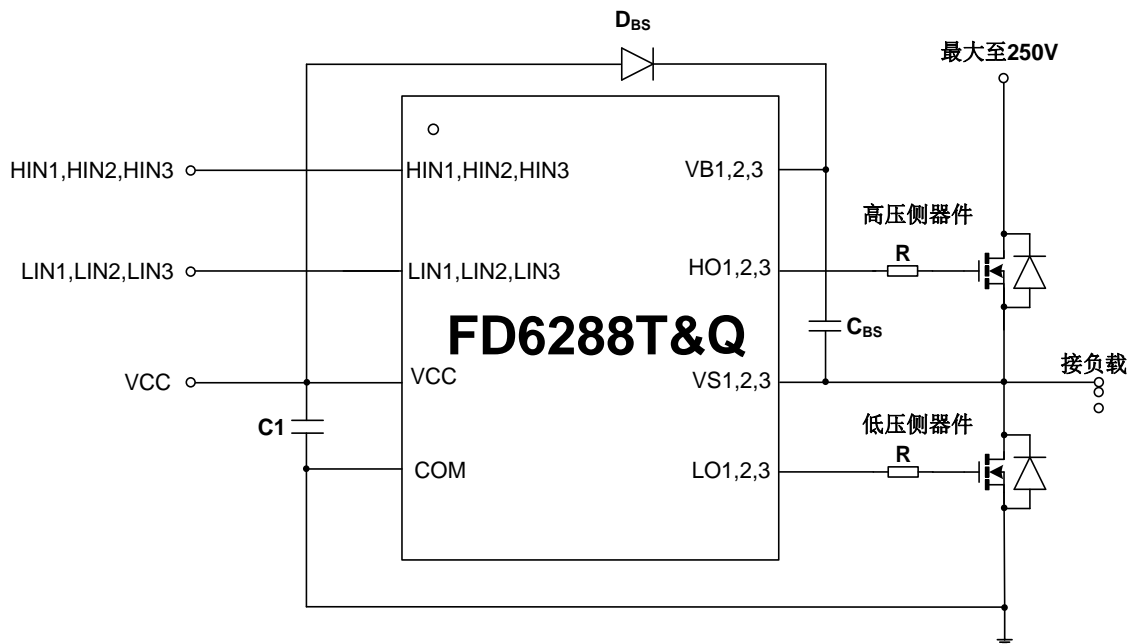 DBS
最大至250V
HIN1,HIN2,HIN3
HIN1,HIN2,HIN3
VB1,2,3
高压侧器件
R
LIN1,LIN2,LIN3
LIN1,LIN2,LIN3
HO1,2,3
FD6288T&Q
CBS
VCC
VCC
VS1,2,3
接负载
C1
低压侧器件
R
COM
LO1,2,3